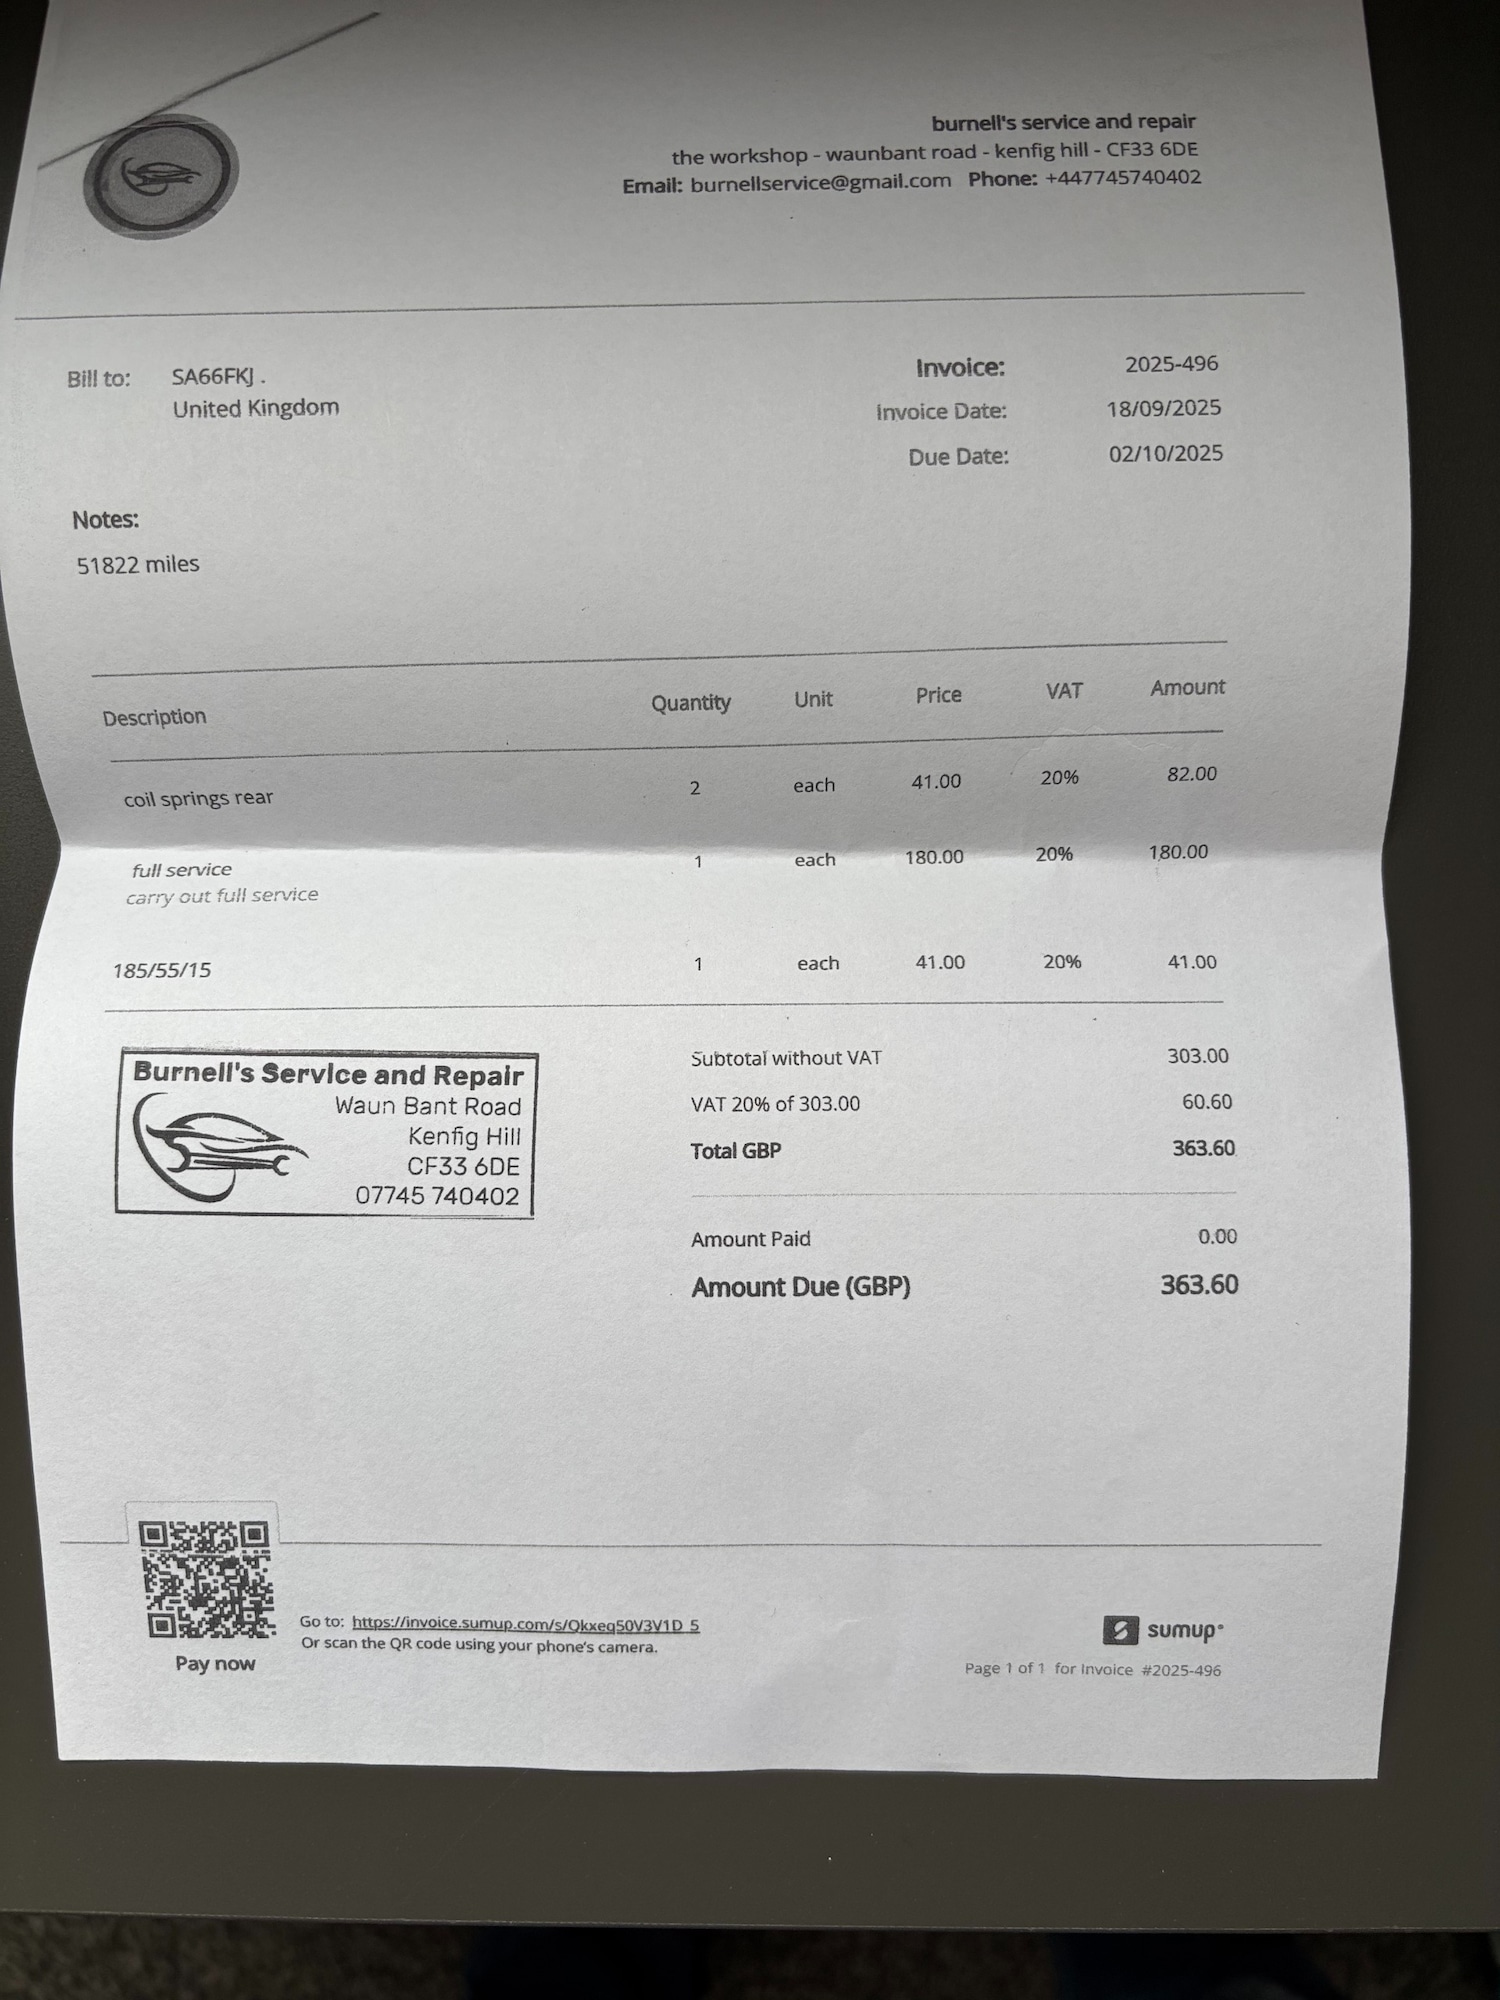 burnell's service and repair
the workshop - waunbant road - kenfig hill - CF33 6DE
Email: burnellservice@gmail.com Phone: +447745740402
Bill to: SA66FKJ .
United Kingdom
Invoice: 2025-496
Invoice Date: 18/09/2025
Due Date: 02/10/2025
Notes:
51822 miles
Description Quantity Unit Price VAT Amount
coil springs rear 2 each 41.00 20% 82.00
full service 1 each 180.00 20% 180.00
carry out full service
185/55/15 1 each 41.00 20% 41.00
Burnell's Service and Repair
Waun Bant Road
Kenfig Hill
CF33 6DE
07745 740402
Subtotal without VAT 303.00
VAT 20% of 303.00 60.60
Total GBP 363.60
Amount Paid 0.00
Amount Due (GBP) 363.60
Pay now
Go to: https://invoice.sumup.com/s/Qkxeq50V3V1D_5
Or scan the QR code using your phone's camera.
sumup
Page 1 of 1 for Invoice #2025-496